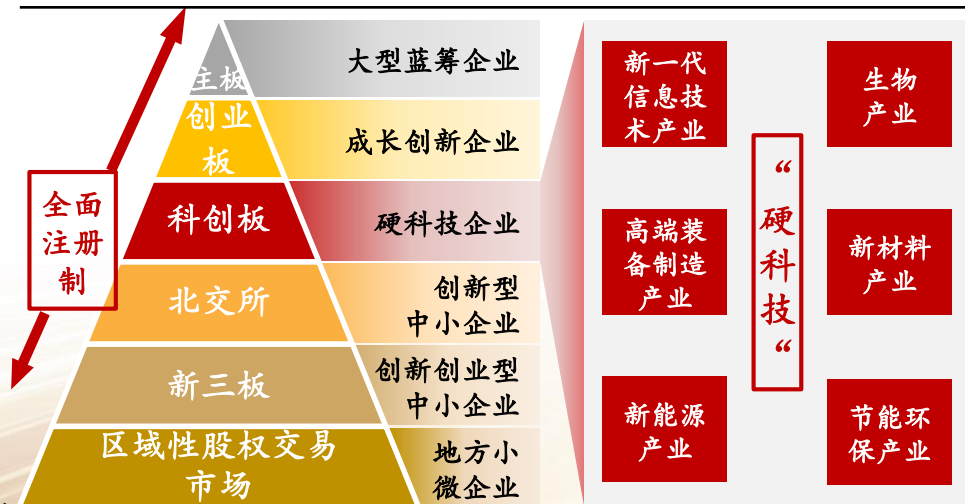 全面
注册
制
主板
大型蓝筹企业
创业
板
成长创新企业
科创板
硬科技企业
北交所
创新型
中小企业
新三板
创新创业型
中小企业
区域性股权交易
市场
地方小
微企业
新一代
信息技
术产业
生物
产业
高端装
备制造
产业
“
硬
科
技
“
新材料
产业
新能源
产业
节能环
保产业